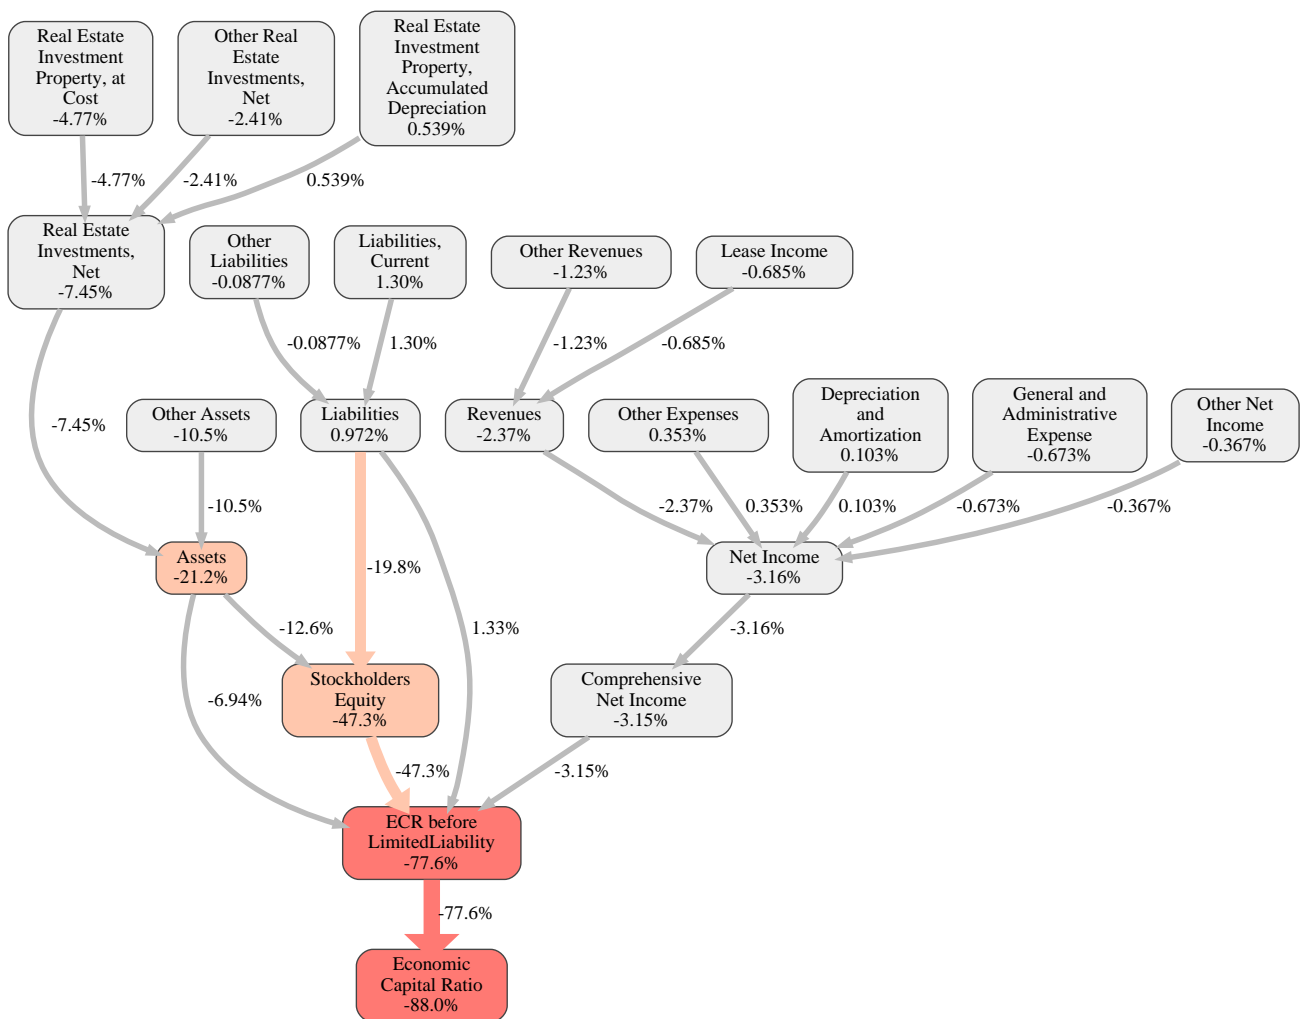 Real Estate
Investment
Property, at
Cost
-4.77%
Other Real
Estate
Investments,
Net
-2.41%
Real Estate
Investment
Property,
Accumulated
Depreciation
0.539%
-4.77%
-2.41%
0.539%
Real Estate
Investments,
Net
-7.45%
Other
Liabilities
-0.0877%
Liabilities,
Current
1.30%
Other Revenues
-1.23%
Lease Income
-0.685%
-0.0877%
1.30%
-1.23%
-0.685%
-7.45%
Other Assets
-10.5%
Liabilities
0.972%
Revenues
-2.37%
Other Expenses
0.353%
Depreciation
and
Amortization
0.103%
General and
Administrative
Expense
-0.673%
Other Net
Income
-0.367%
-10.5%
-2.37%
0.353%
0.103%
-0.673%
-0.367%
Assets
-21.2%
-19.8%
Net Income
-3.16%
-12.6%
1.33%
-3.16%
-6.94%
Stockholders
Equity
-47.3%
Comprehensive
Net Income
-3.15%
-47.3%
-3.15%
ECR before
LimitedLiability
-77.6%
-77.6%
Economic
Capital Ratio
-88.0%